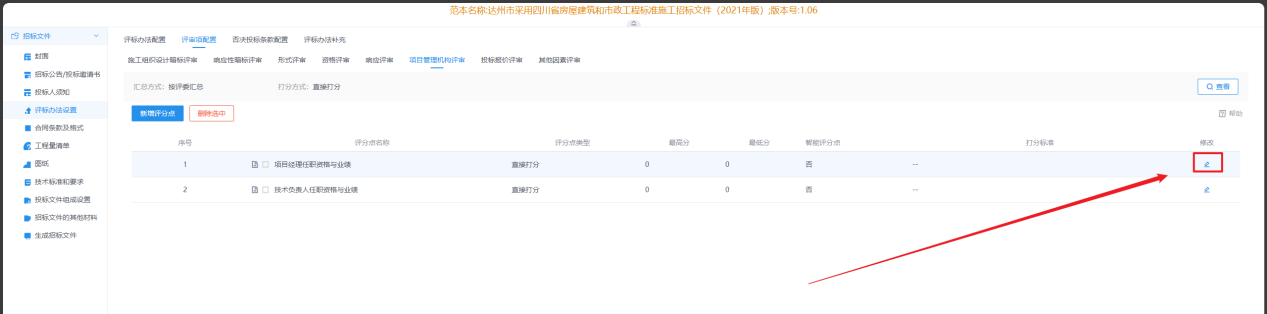 范本名称:达州市采用四川省房屋建筑和市政工程标准施工招标文件（2021年版）;版本号:1.06
招标文件
封面
招标公告/投标邀请书
投标人须知
评标办法设置
合同条款及格式
工程量清单
图纸
技术标准和要求
投标文件组成设置
招标文件的其他材料
生成招标文件
评标办法配置 评审项配置 否决投标条款配置 评标办法补充
施工组织设计暗标评审 响应性暗标评审 形式评审 资格评审 响应评审 项目管理机构评审 投标报价评审 其他因素评审
汇总方式: 按评委汇总 打分方式: 直接打分 查看
新增评分点 删除选中 帮助
序号 评分点名称 评分点类型 最高分 最低分 智能评分点 打分标准 修改
1 项目经理任职资格与业绩 直接打分 0 0 否 --
2 技术负责人任职资格与业绩 直接打分 0 0 否 --